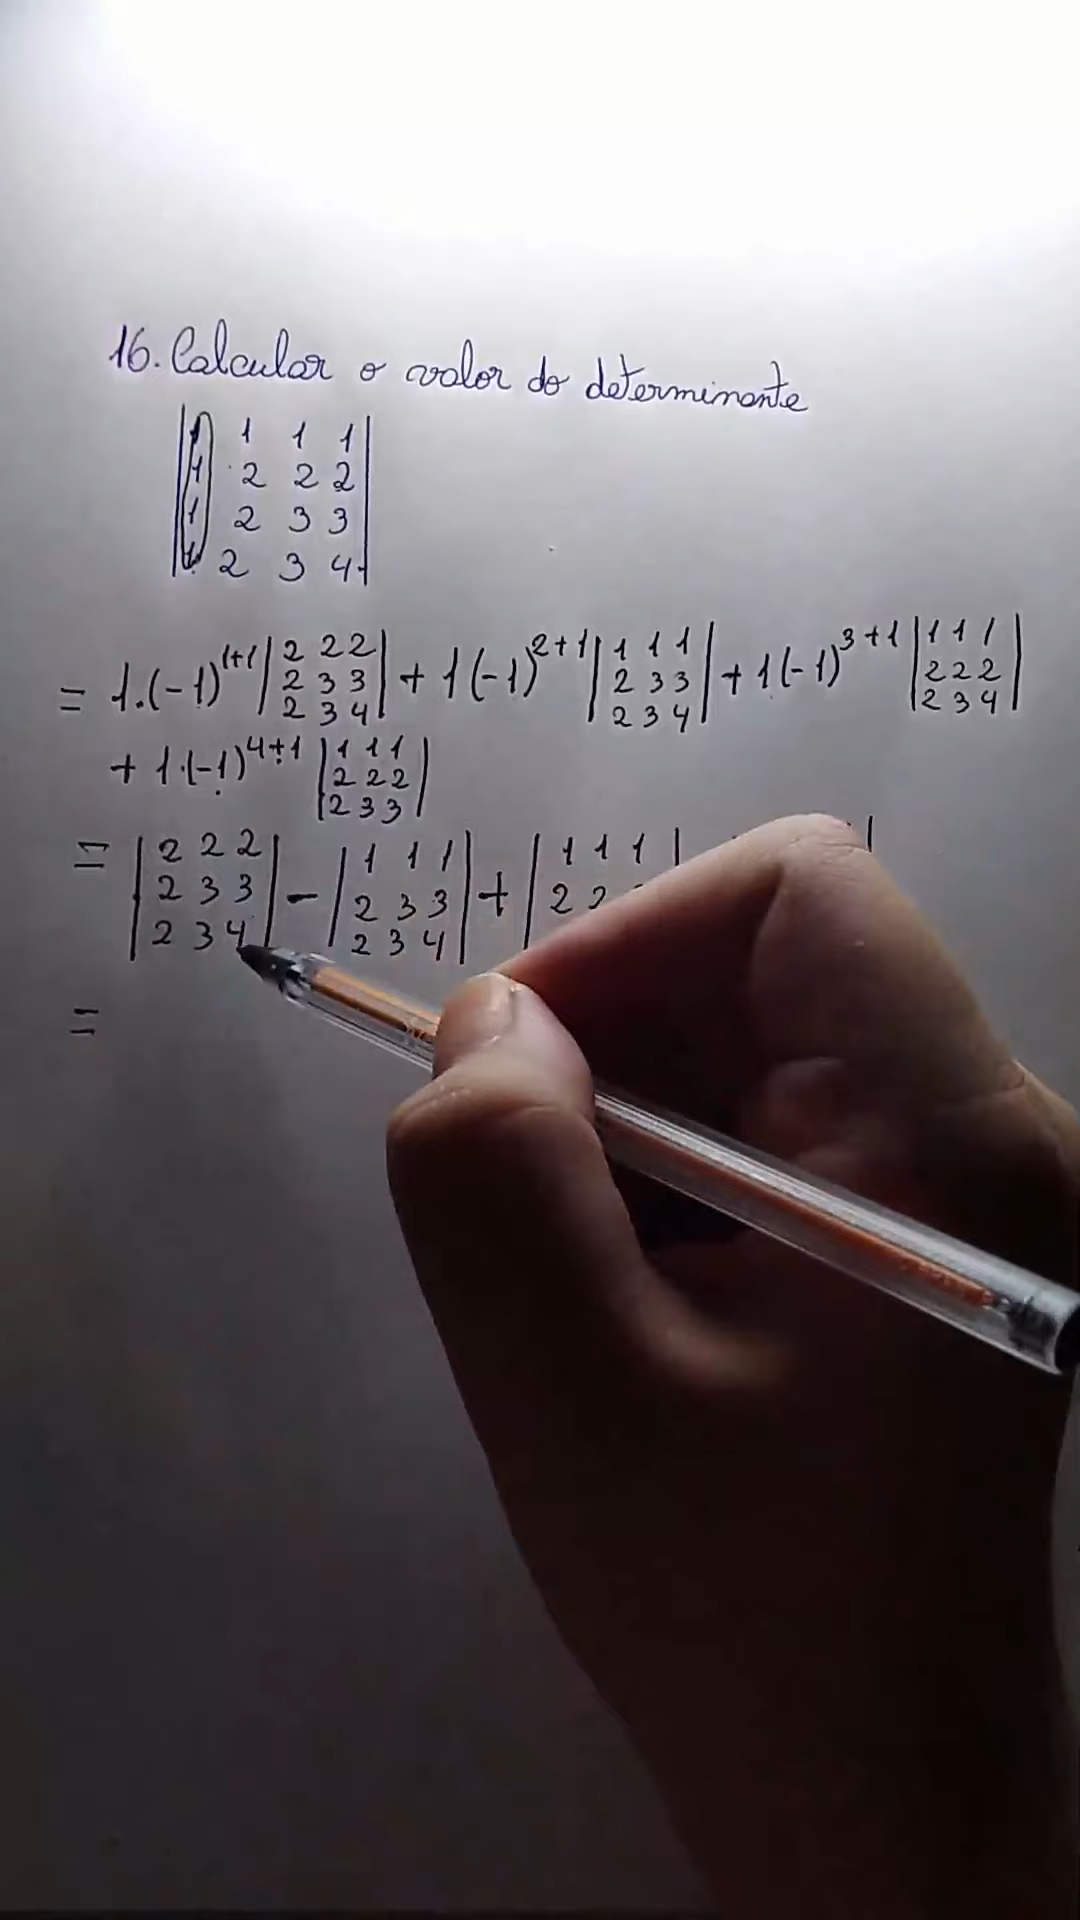 16. Calcular o valor do determinante
| 1 1 1 1 |
| 1 2 2 2 |
| 1 2 3 3 |
| 1 2 3 4 |
= 1.(-1)^1+1 | 2 2 2 | + 1(-1)^2+1 | 1 1 1 | + 1(-1)^3+1 | 1 1 1 |
| 2 3 3 | | 2 3 3 | | 2 2 2 |
| 2 3 4 | | 2 3 4 | | 2 3 4 |
+ 1.(-1)^4+1 | 1 1 1 |
| 2 2 2 |
| 2 3 3 |
= | 2 2 2 | - | 1 1 1 | + | 1 1 1 |
| 2 3 3 | | 2 3 3 | | 2 2
| 2 3 4 | | 2 3 4 |
=